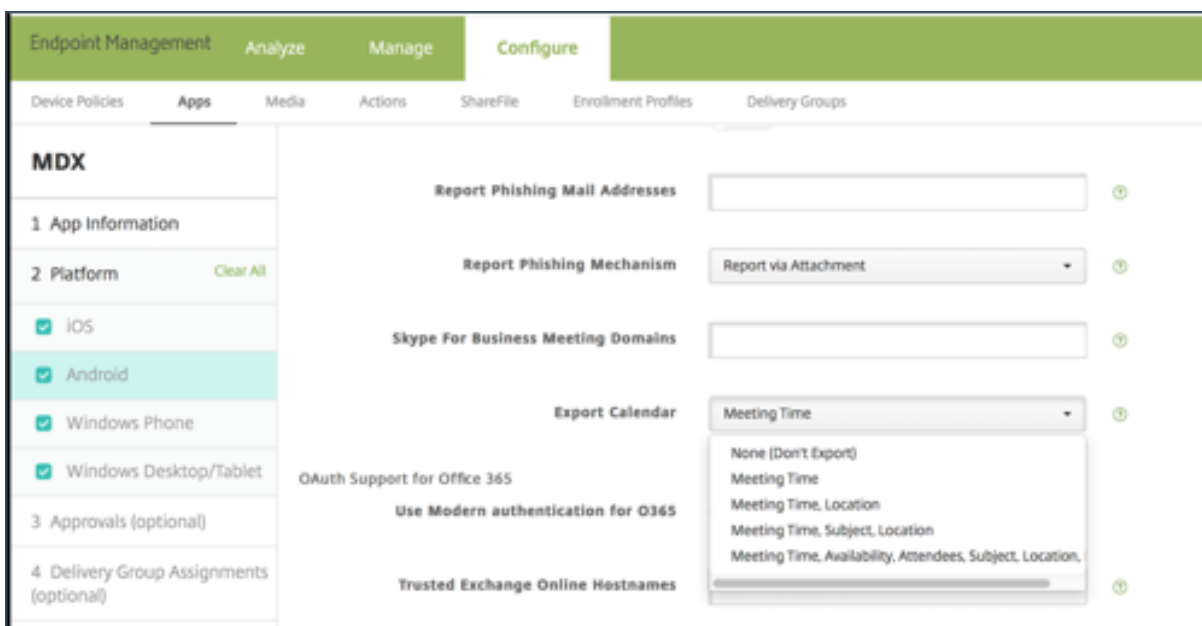 Endpoint Management Analyze Manage Configure
Device Policies Apps Media Actions ShareFile Enrollment Profiles Delivery Groups
MDX
1 App Information
2 Platform Clear All
iOS
Android
Windows Phone
Windows Desktop/Tablet
3 Approvals (optional)
4 Delivery Group Assignments
(optional)
Report Phishing Mail Addresses
Report Phishing Mechanism Report via Attachment
Skype For Business Meeting Domains
Export Calendar Meeting Time
None (Don't Export)
Meeting Time
Meeting Time, Location
Meeting Time, Subject, Location
Meeting Time, Availability, Attendees, Subject, Location,
OAuth Support for Office 365
Use Modern authentication for O365
Trusted Exchange Online Hostnames